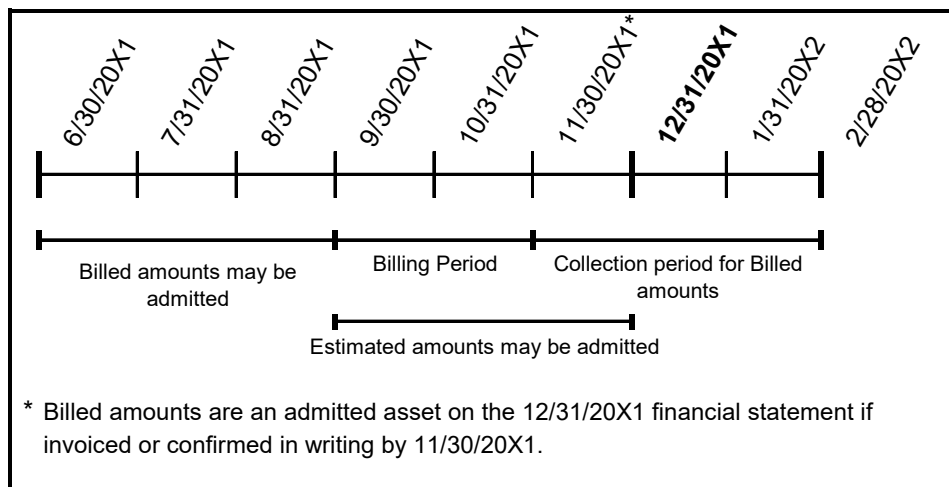 6/30/20X1
7/31/20X1
8/31/20X1
9/30/20X1
10/31/20X1
11/30/20X1*
12/31/20X1
1/31/20X2
2/28/20X2
Billed amounts may be
admitted
Billing Period
Collection period for Billed
amounts
Estimated amounts may be admitted
* Billed amounts are an admitted asset on the 12/31/20X1 financial statement if
invoiced or confirmed in writing by 11/30/20X1.